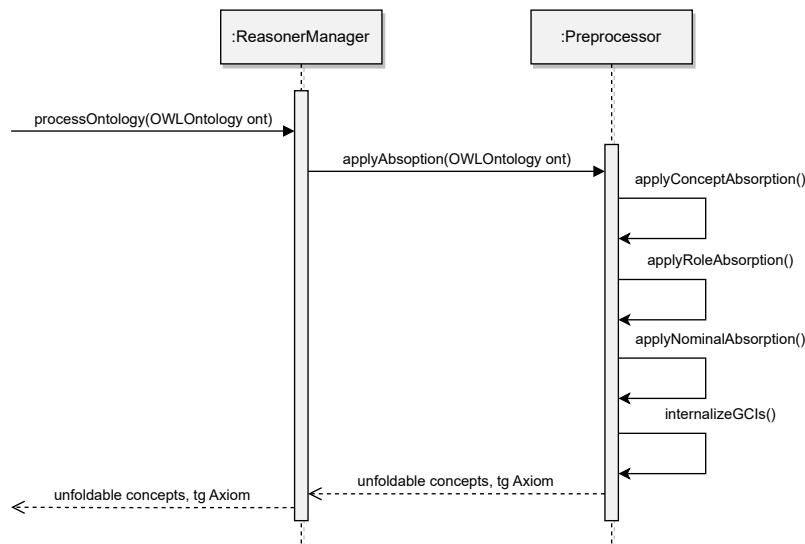 :ReasonerManager
:Preprocessor
processOntology(OWLOntology ont)
applyAbsoption(OWLOntology ont)
applyConceptAbsorption()
applyRoleAbsorption()
applyNominalAbsorption()
internalizeGCIs()
unfoldable concepts, tg Axiom
unfoldable concepts, tg Axiom